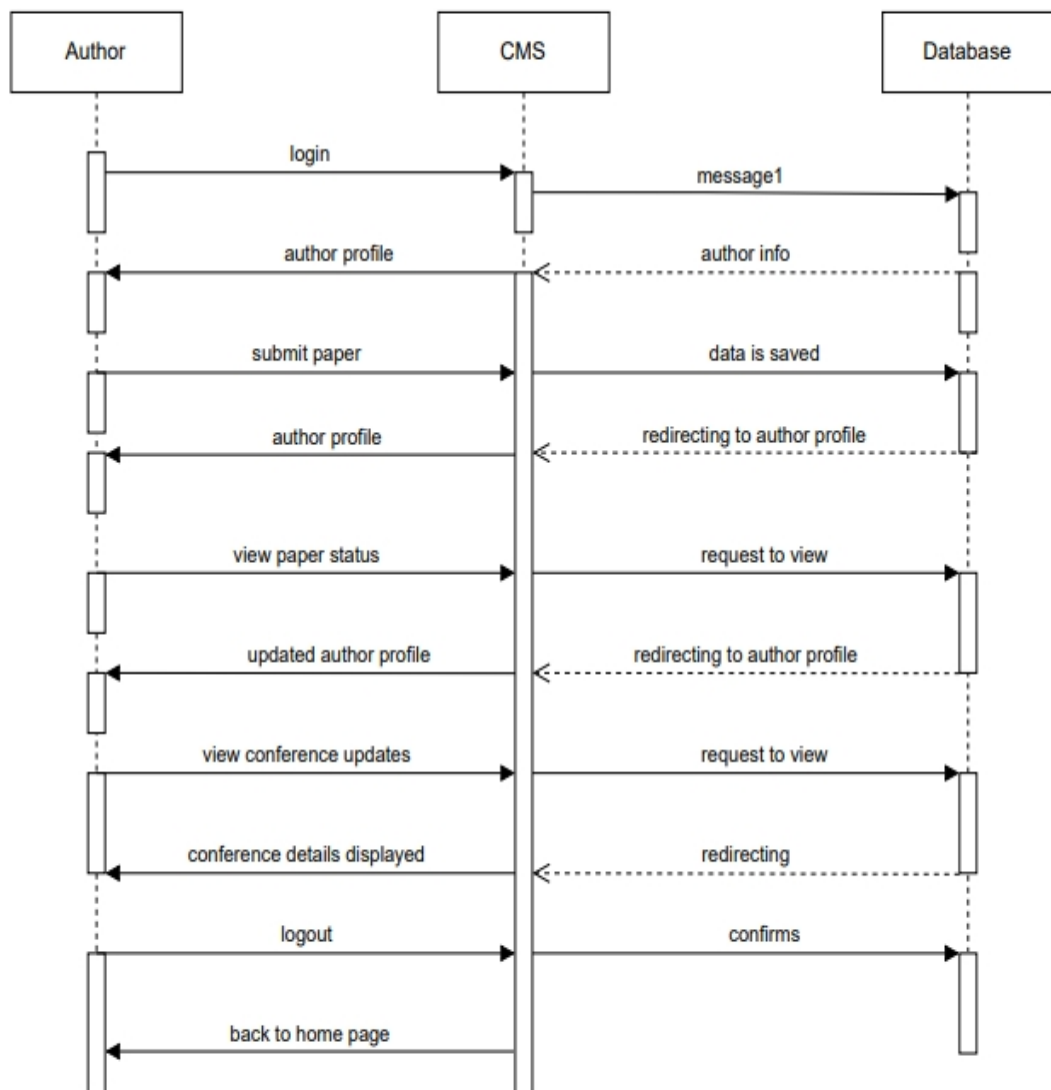 Author
CMS
Database
login
message1
author profile
author info
submit paper
data is saved
author profile
redirecting to author profile
view paper status
request to view
updated author profile
redirecting to author profile
view conference updates
request to view
conference details displayed
redirecting
logout
confirms
back to home page